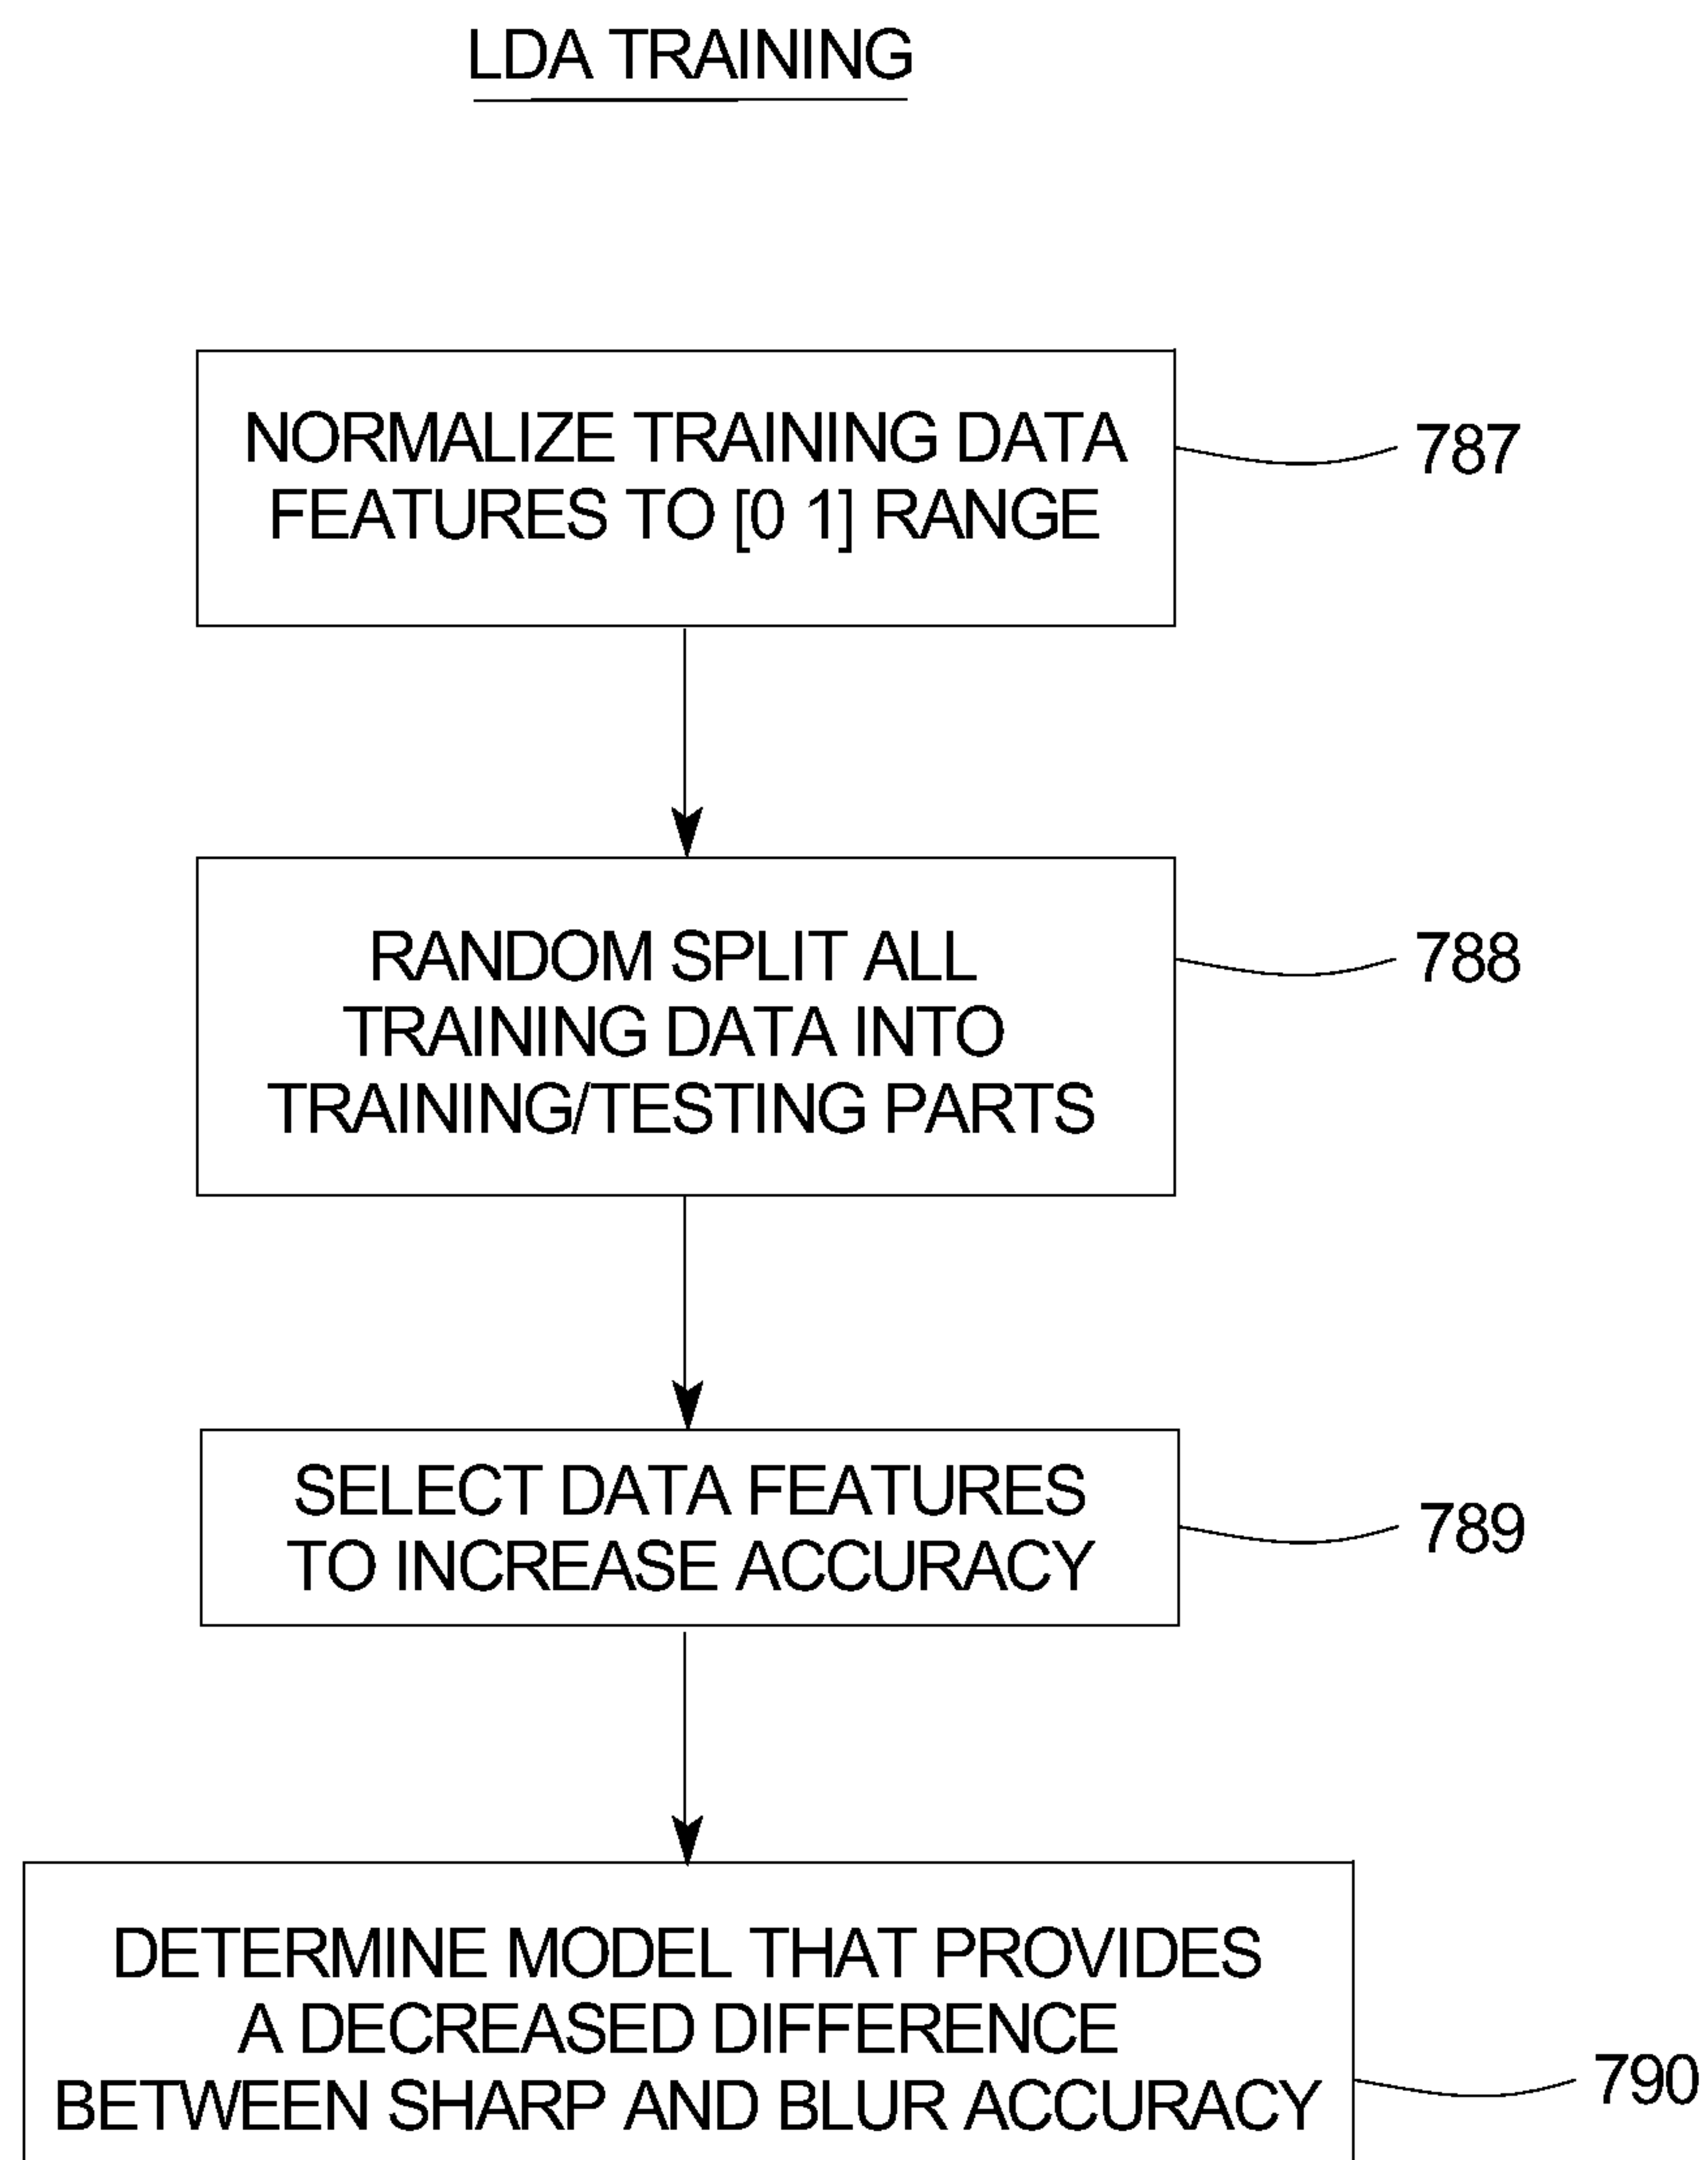 LDA TRAINING
NORMALIZE TRAINING DATA
FEATURES TO [0 1] RANGE
787
RANDOM SPLIT ALL
TRAINING DATA INTO
TRAINING/TESTING PARTS
788
SELECT DATA FEATURES
TO INCREASE ACCURACY
789
DETERMINE MODEL THAT PROVIDES
A DECREASED DIFFERENCE
BETWEEN SHARP AND BLUR ACCURACY
790